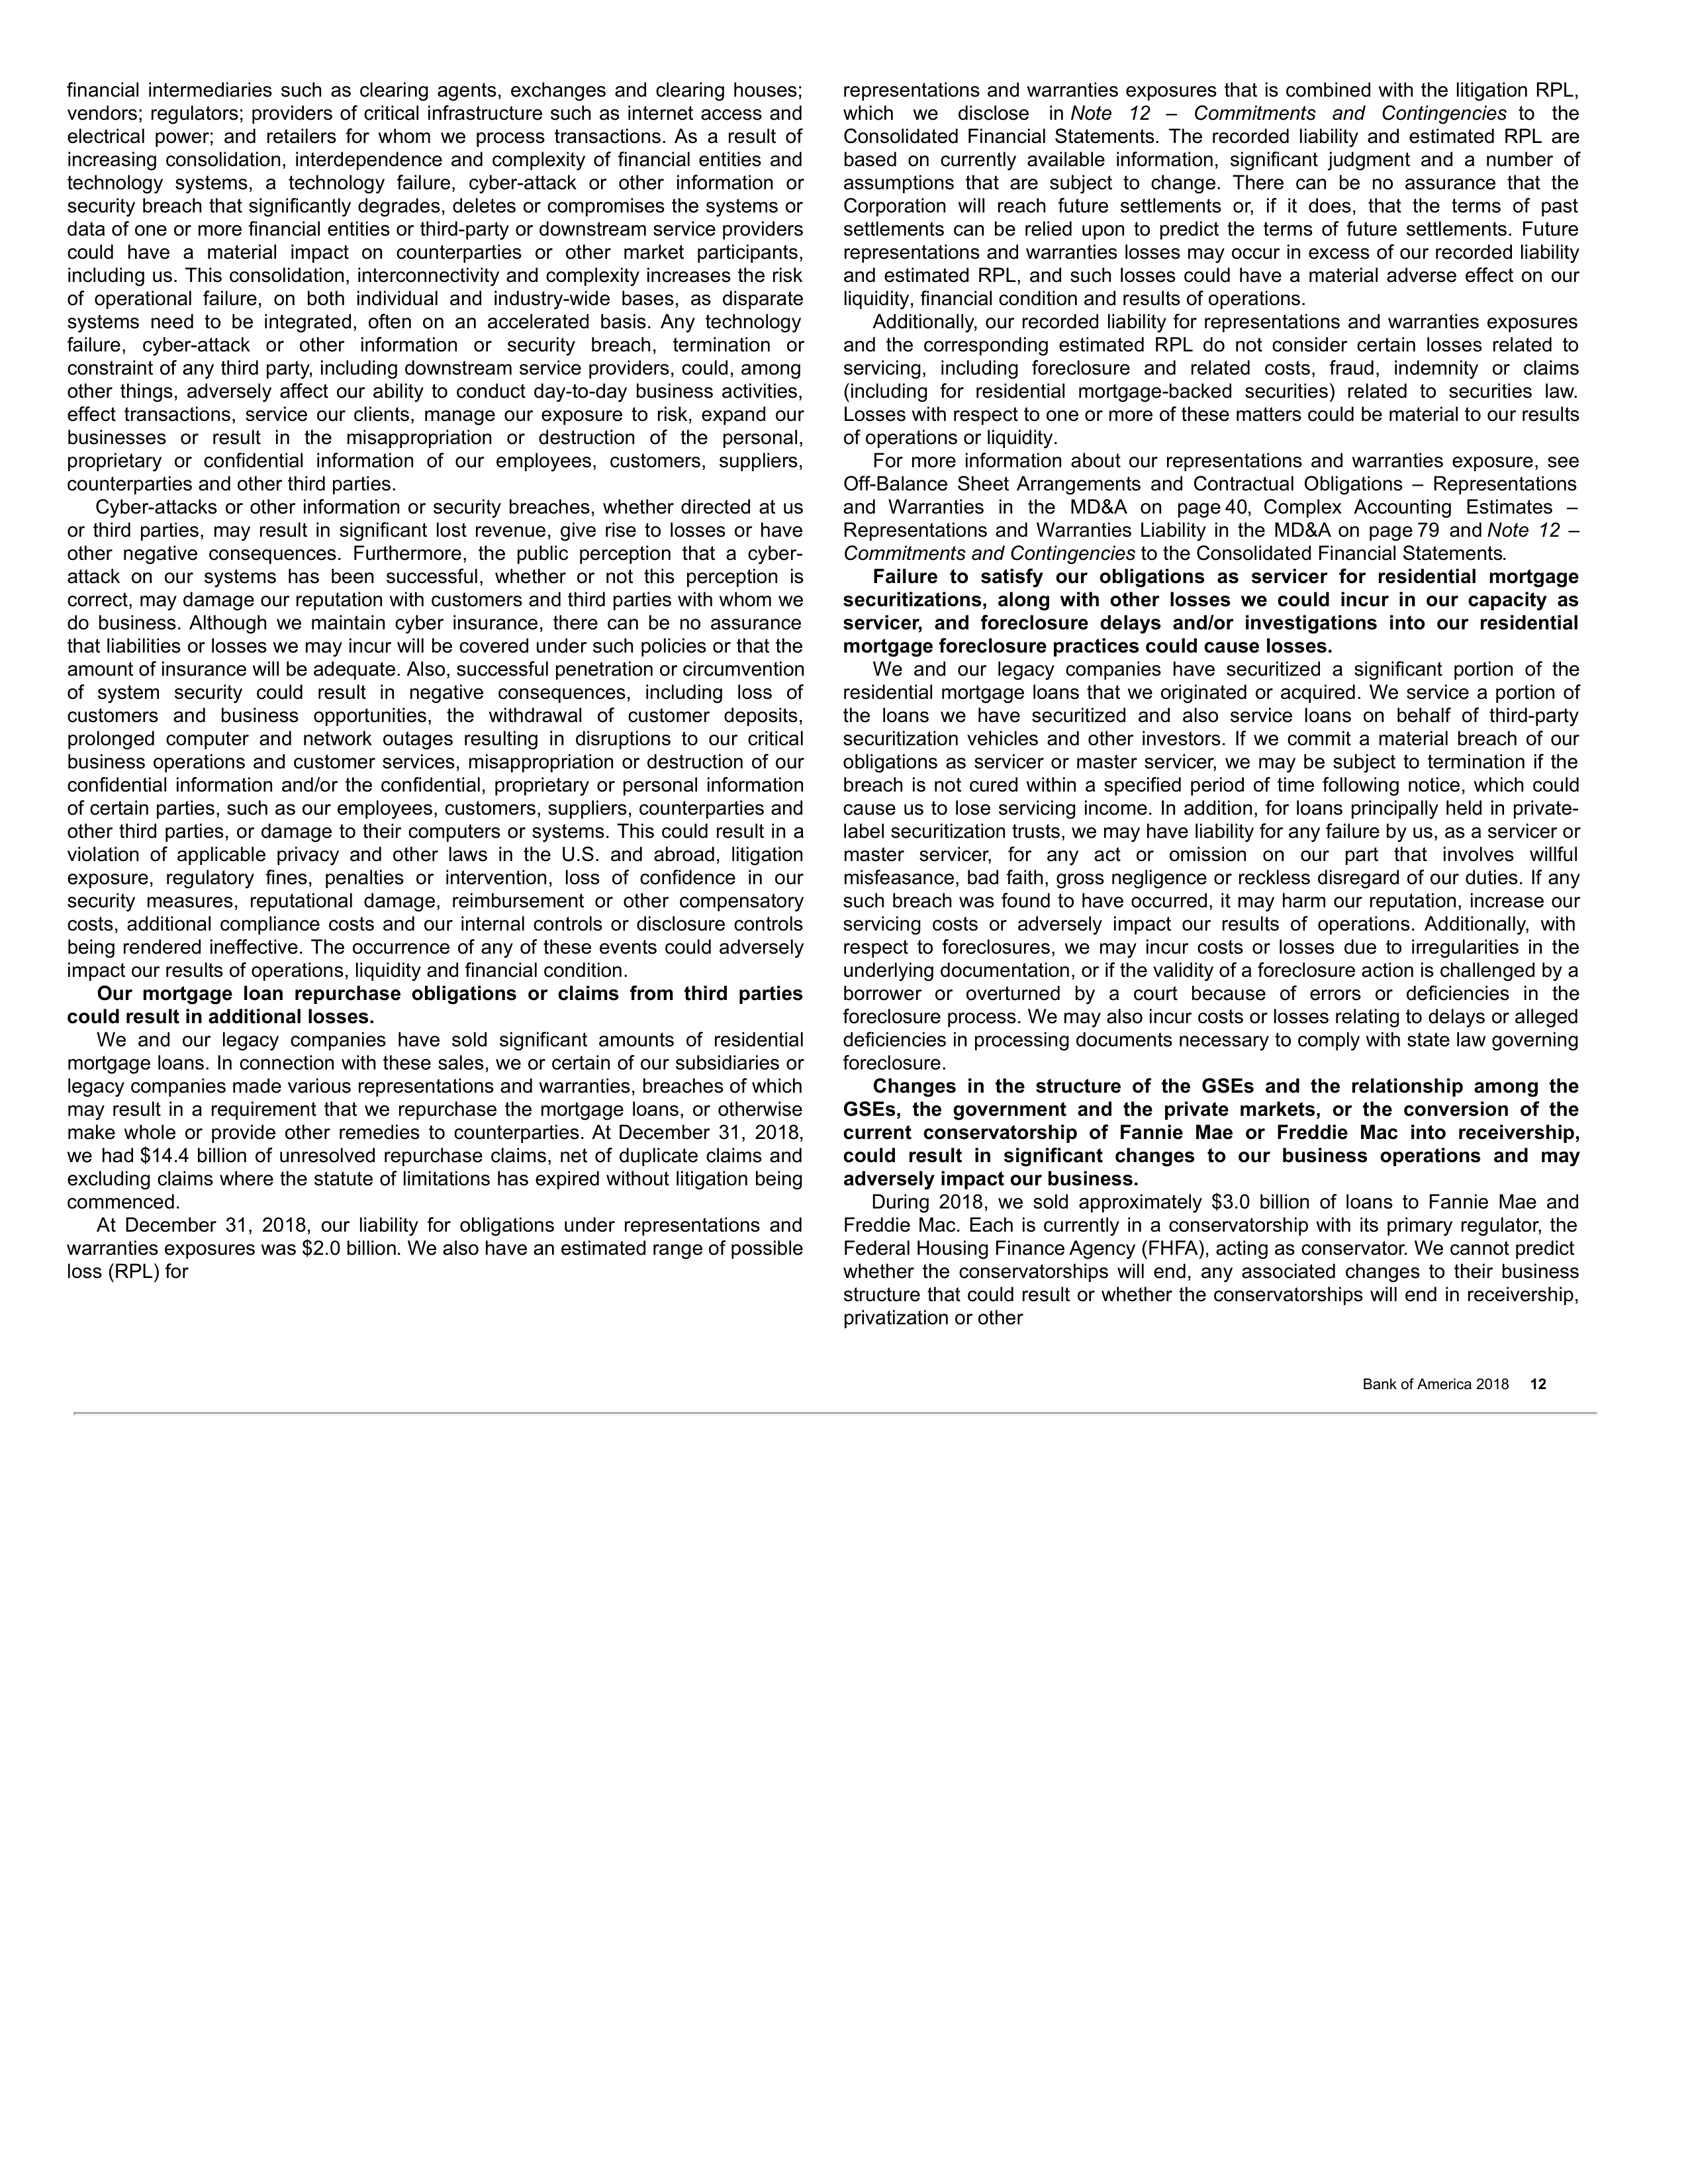 financial intermediaries such as clearing agents, exchanges and clearing houses;
vendors; regulators; providers of critical infrastructure such as internet access and
electrical power; and retailers for whom we process transactions. As a result of
increasing consolidation, interdependence and complexity of financial entities and
technology systems, a technology failure, cyber-attack or other information or
security breach that significantly degrades, deletes or compromises the systems or
data of one or more financial entities or third-party or downstream service providers
could have a material impact on counterparties or other market participants,
including us. This consolidation, interconnectivity and complexity increases the risk
of operational failure, on both individual and industry-wide bases, as disparate
systems need to be integrated, often on an accelerated basis. Any technology
failure, cyber-attack or other information or security breach, termination or
constraint of any third party, including downstream service providers, could, among
other things, adversely affect our ability to conduct day-to-day business activities,
effect transactions, service our clients, manage our exposure to risk, expand our
businesses or result in the misappropriation or destruction of the personal,
proprietary or confidential information of our employees, customers, suppliers,
counterparties and other third parties.
Cyber-attacks or other information or security breaches, whether directed at us
or third parties, may result in significant lost revenue, give rise to losses or have
other negative consequences. Furthermore, the public perception that a cyber-
attack on our systems has been successful, whether or not this perception is
correct, may damage our reputation with customers and third parties with whom we
do business. Although we maintain cyber insurance, there can be no assurance
that liabilities or losses we may incur will be covered under such policies or that the
amount of insurance will be adequate. Also, successful penetration or circumvention
of system security could result in negative consequences, including loss of
customers and business opportunities, the withdrawal of customer deposits,
prolonged computer and network outages resulting in disruptions to our critical
business operations and customer services, misappropriation or destruction of our
confidential information and/or the confidential, proprietary or personal information
of certain parties, such as our employees, customers, suppliers, counterparties and
other third parties, or damage to their computers or systems. This could result in a
violation of applicable privacy and other laws in the U.S. and abroad, litigation
exposure, regulatory fines, penalties or intervention, loss of confidence in our
security measures, reputational damage, reimbursement or other compensatory
costs, additional compliance costs and our internal controls or disclosure controls
being rendered ineffective. The occurrence of any of these events could adversely
impact our results of operations, liquidity and financial condition.
Our mortgage loan repurchase obligations or claims from third parties
could result in additional losses.
We and our legacy companies have sold significant amounts of residential
mortgage loans. In connection with these sales, we or certain of our subsidiaries or
legacy companies made various representations and warranties, breaches of which
may result in a requirement that we repurchase the mortgage loans, or otherwise
make whole or provide other remedies to counterparties. At December 31, 2018,
we had $14.4 billion of unresolved repurchase claims, net of duplicate claims and
excluding claims where the statute of limitations has expired without litigation being
commenced.
At December 31, 2018, our liability for obligations under representations and
warranties exposures was $2.0 billion. We also have an estimated range of possible
loss (RPL) for
representations and warranties exposures that is combined with the litigation RPL,
which we disclose in Note 12 – Commitments and Contingencies to the
Consolidated Financial Statements. The recorded liability and estimated RPL are
based on currently available information, significant judgment and a number of
assumptions that are subject to change. There can be no assurance that the
Corporation will reach future settlements or, if it does, that the terms of past
settlements can be relied upon to predict the terms of future settlements. Future
representations and warranties losses may occur in excess of our recorded liability
and estimated RPL, and such losses could have a material adverse effect on our
liquidity, financial condition and results of operations.
Additionally, our recorded liability for representations and warranties exposures
and the corresponding estimated RPL do not consider certain losses related to
servicing, including foreclosure and related costs, fraud, indemnity or claims
(including for residential mortgage-backed securities) related to securities law.
Losses with respect to one or more of these matters could be material to our results
of operations or liquidity.
For more information about our representations and warranties exposure, see
Off-Balance Sheet Arrangements and Contractual Obligations – Representations
and Warranties in the MD&A on page 40, Complex Accounting Estimates –
Representations and Warranties Liability in the MD&A on page 79 and Note 12 –
Commitments and Contingencies to the Consolidated Financial Statements.
Failure to satisfy our obligations as servicer for residential mortgage
securitizations, along with other losses we could incur in our capacity as
servicer, and foreclosure delays and/or investigations into our residential
mortgage foreclosure practices could cause losses.
We and our legacy companies have securitized a significant portion of the
residential mortgage loans that we originated or acquired. We service a portion of
the loans we have securitized and also service loans on behalf of third-party
securitization vehicles and other investors. If we commit a material breach of our
obligations as servicer or master servicer, we may be subject to termination if the
breach is not cured within a specified period of time following notice, which could
cause us to lose servicing income. In addition, for loans principally held in private-
label securitization trusts, we may have liability for any failure by us, as a servicer or
master servicer, for any act or omission on our part that involves willful
misfeasance, bad faith, gross negligence or reckless disregard of our duties. If any
such breach was found to have occurred, it may harm our reputation, increase our
servicing costs or adversely impact our results of operations. Additionally, with
respect to foreclosures, we may incur costs or losses due to irregularities in the
underlying documentation, or if the validity of a foreclosure action is challenged by a
borrower or overturned by a court because of errors or deficiencies in the
foreclosure process. We may also incur costs or losses relating to delays or alleged
deficiencies in processing documents necessary to comply with state law governing
foreclosure.
Changes in the structure of the GSEs and the relationship among the
GSEs, the government and the private markets, or the conversion of the
current conservatorship of Fannie Mae or Freddie Mac into receivership,
could result in significant changes to our business operations and may
adversely impact our business.
During 2018, we sold approximately $3.0 billion of loans to Fannie Mae and
Freddie Mac. Each is currently in a conservatorship with its primary regulator, the
Federal Housing Finance Agency (FHFA), acting as conservator. We cannot predict
whether the conservatorships will end, any associated changes to their business
structure that could result or whether the conservatorships will end in receivership,
privatization or other
Bank of America 2018 12